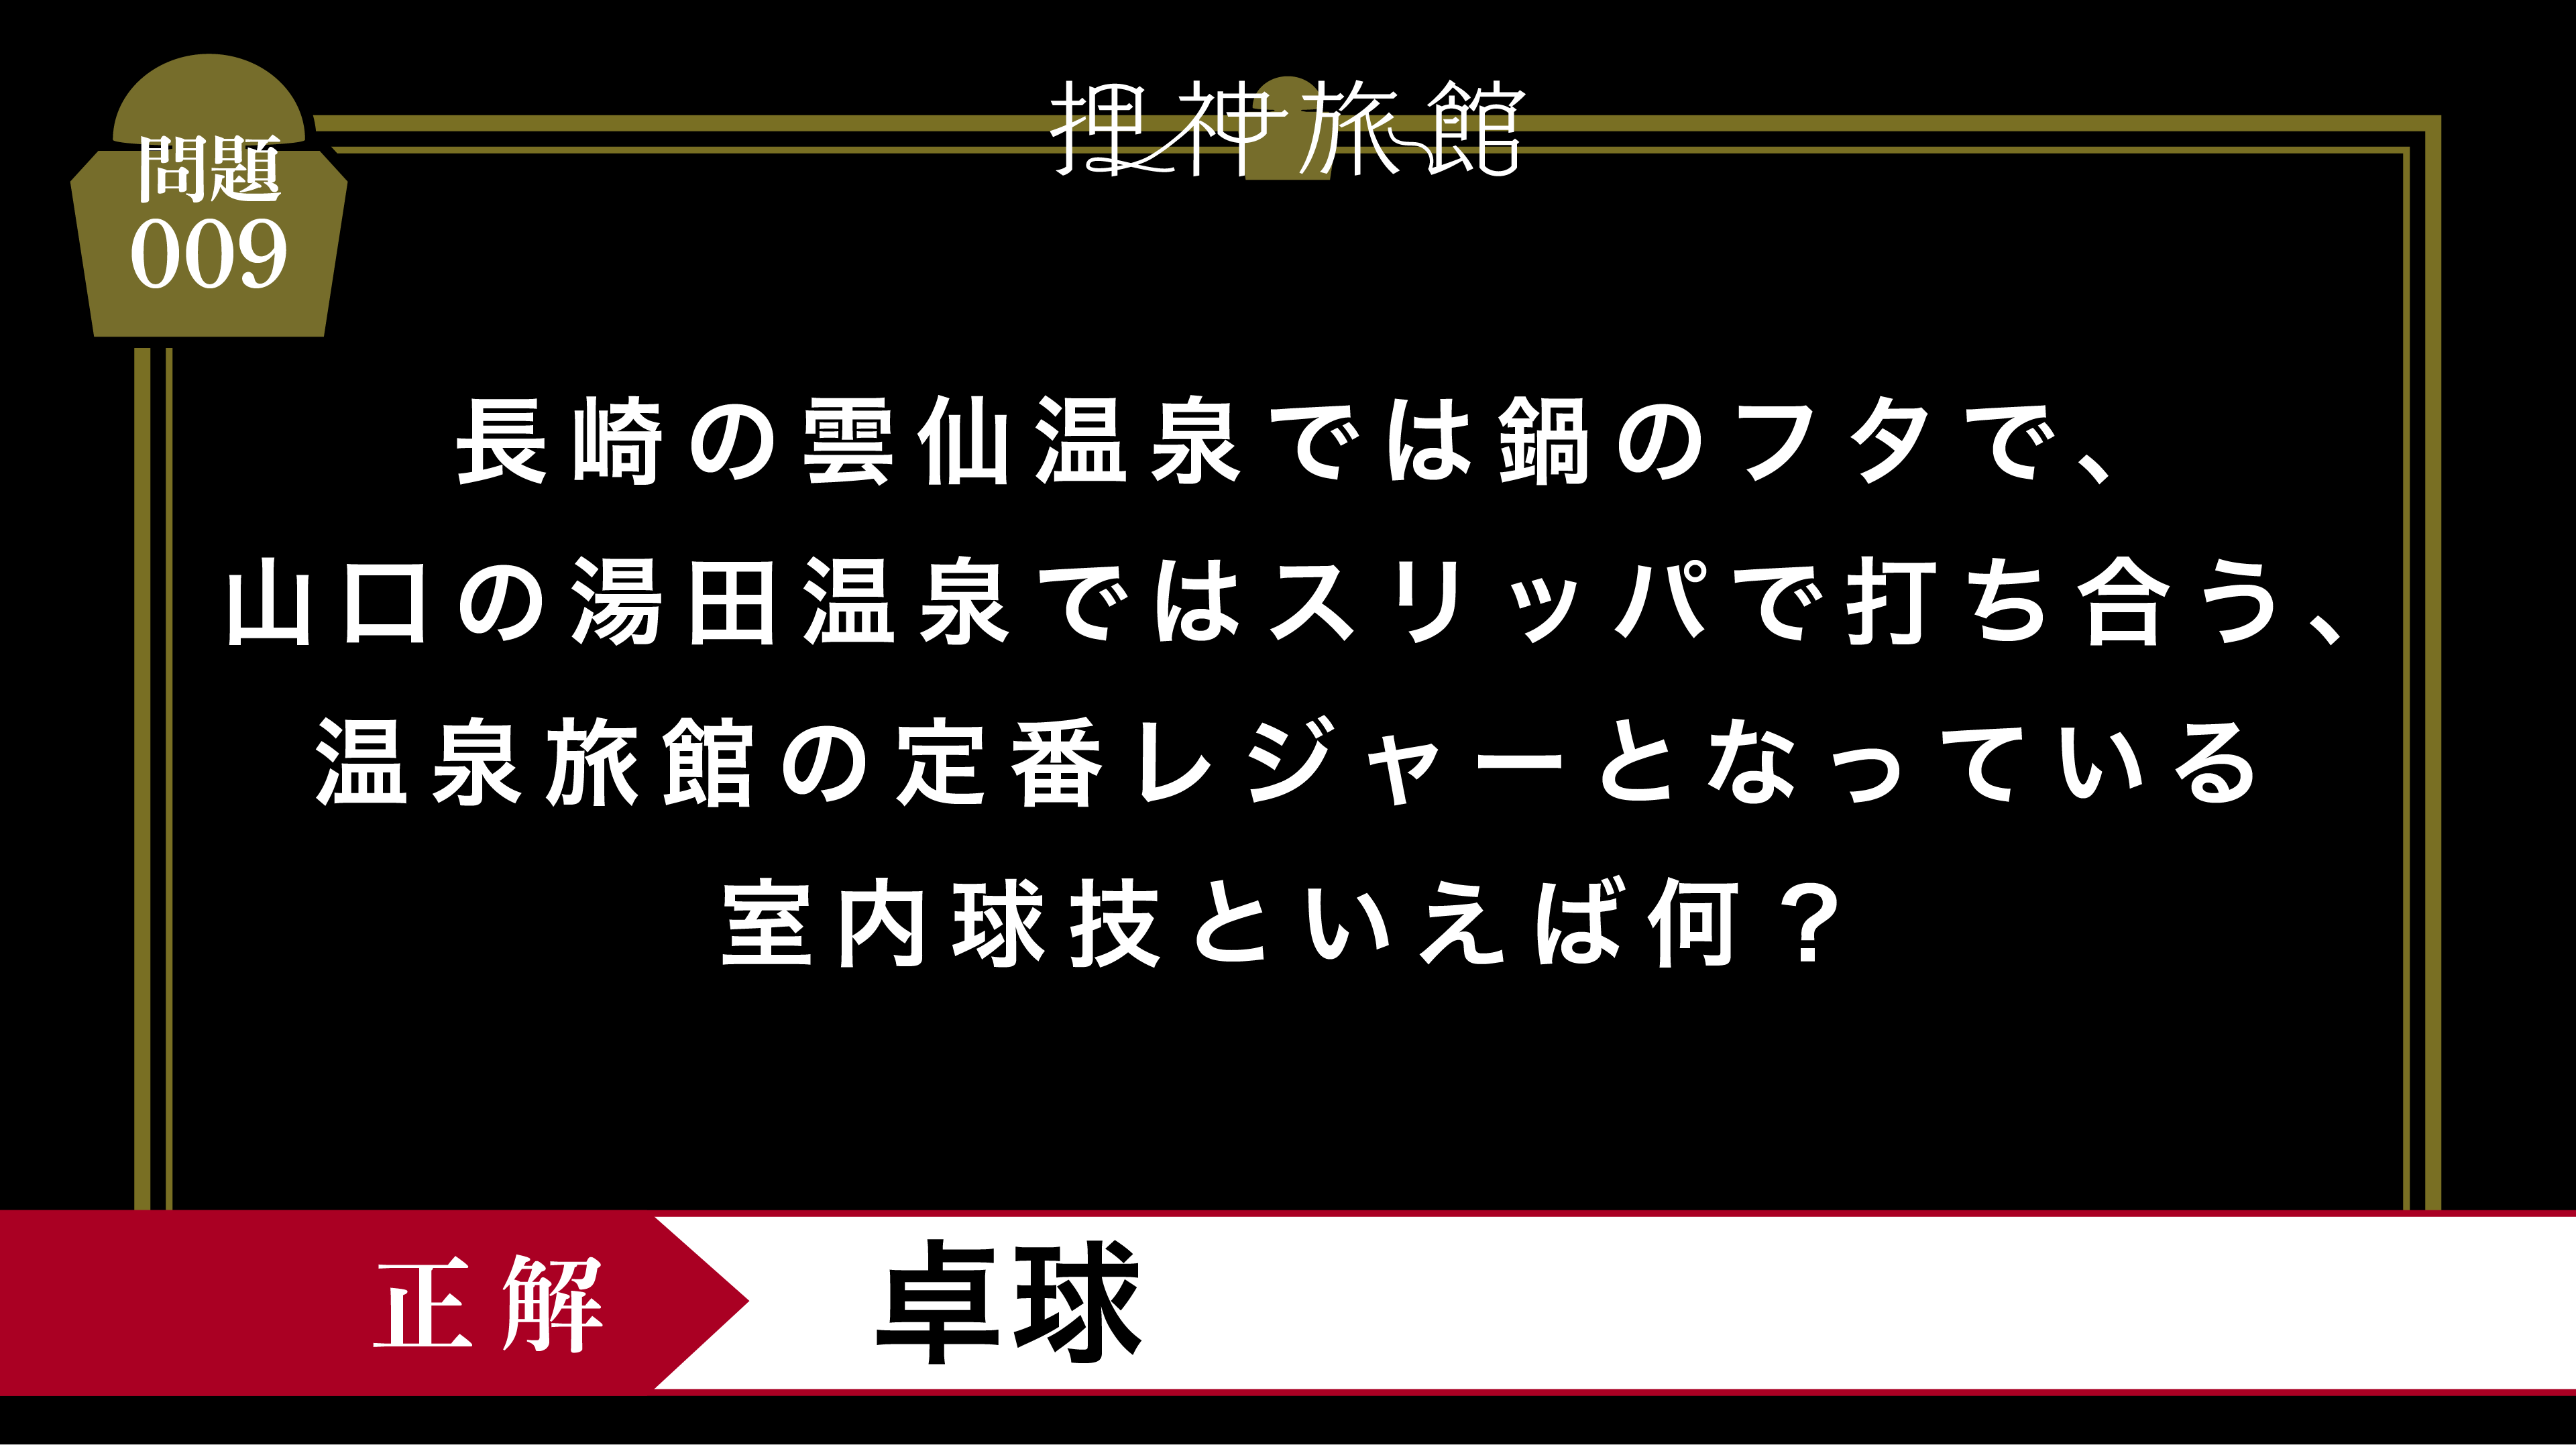 押神旅館
問題
009
長崎の雲仙温泉では鍋のフタで、
山口の湯田温泉ではスリッパで打ち合う、
温泉旅館の定番レジャーとなっている
室内球技といえば何？
正解
卓球